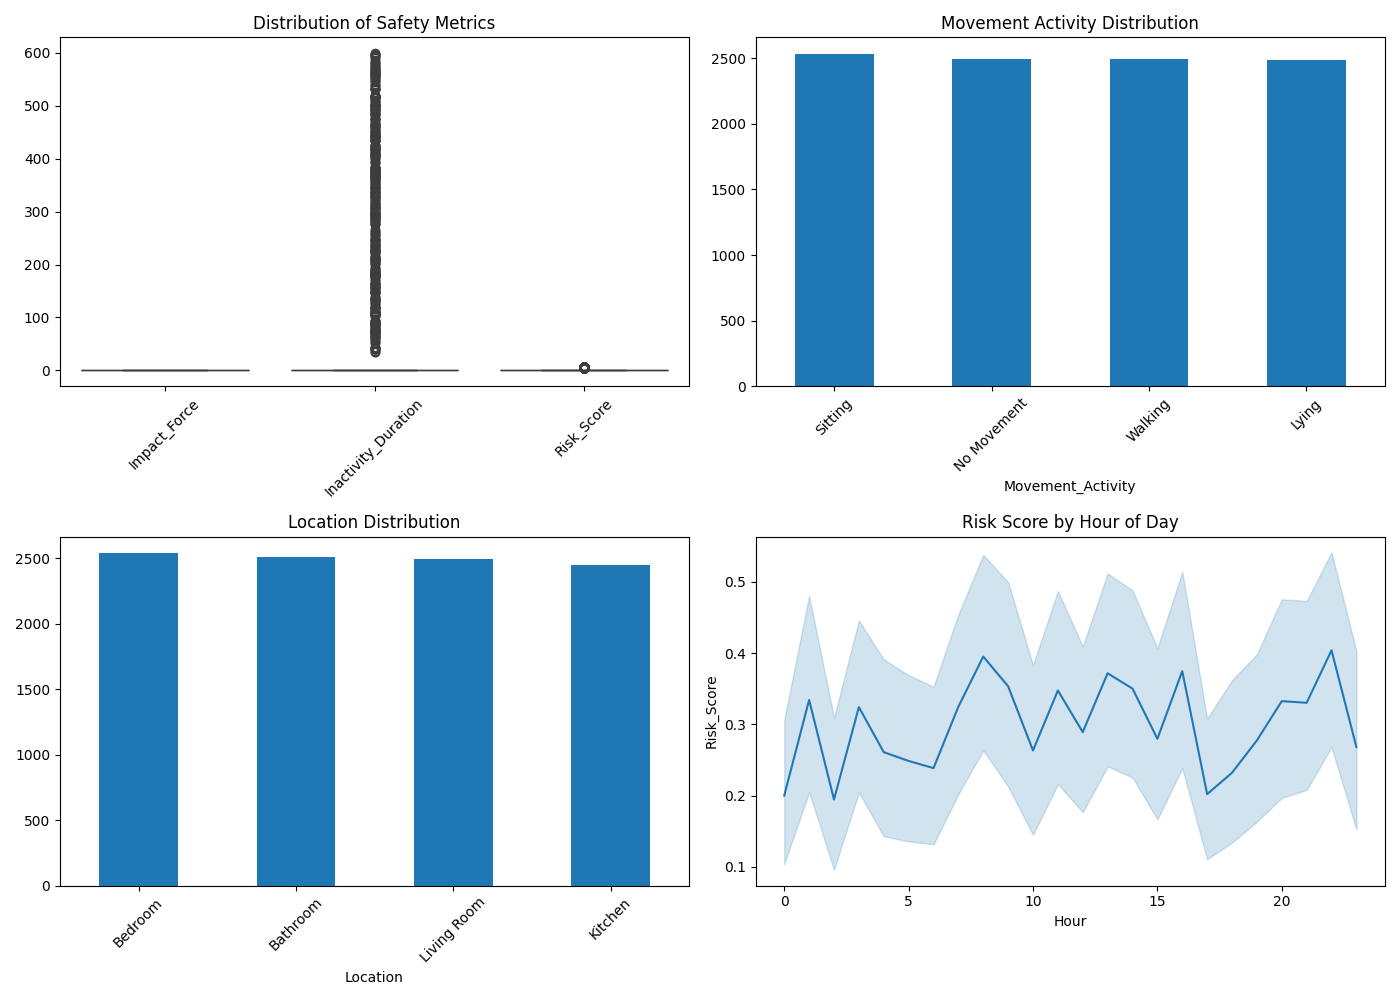 Distribution of Safety Metrics
600
500
400
300
200
100
0
Impact_Force
Inactivity_Duration
Risk_Score
Movement Activity Distribution
2500
2000
1500
1000
500
0
Sitting
No Movement
Walking
Lying
Movement_Activity
Location Distribution
2500
2000
1500
1000
500
0
Bedroom
Bathroom
Living Room
Kitchen
Location
Risk Score by Hour of Day
Risk_Score
0.5
0.4
0.3
0.2
0.1
0 5 10 15 20
Hour